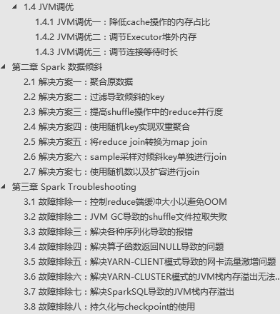 1.4 JVM调优
1.4.1 JVM调优一：降低cache操作的内存占比
1.4.2 JVM调优二：调节Executor堆外内存
1.4.3 JVM调优三：调节连接等待时长
第二章 Spark 数据倾斜
2.1 解决方案一：聚合原数据
2.2 解决方案二：过滤导致倾斜的key
2.3 解决方案三：提高shuffle操作中的reduce并行度
2.4 解决方案四：使用随机key实现双重聚合
2.5 解决方案五：将reduce join转换为map join
2.6 解决方案六：sample采样对倾斜key单独进行join
2.7 解决方案七：使用随机数以及扩容进行join
第三章 Spark Troubleshooting
3.1 故障排除一：控制reduce端缓冲大小以避免OOM
3.2 故障排除二：JVM GC导致的shuffle文件拉取失败
3.3 故障排除三：解决各种序列化导致的报错
3.4 故障排除四：解决算子函数返回NULL导致的问题
3.5 故障排除五：解决YARN-CLIENT模式导致的网卡流量激增问题
3.6 故障排除六：解决YARN-CLUSTER模式的JVM栈内存溢出无法...
3.7 故障排除七：解决SparkSQL导致的JVM栈内存溢出
3.8 故障排除八：持久化与checkpoint的使用